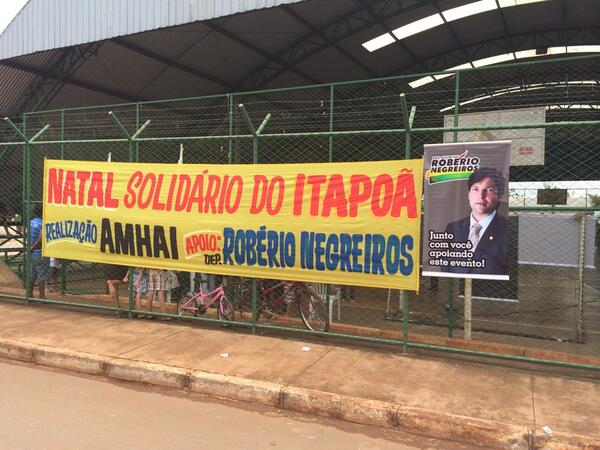 NATAL SOLIDÁRIO DO ITAPOÃ
REALIZAÇÃO AMHAI APOIO: DEP. ROBÉRIO NEGREIROS
ROBÉRIO
NEGREIROS
Junto
com você
apoiando
este evento!